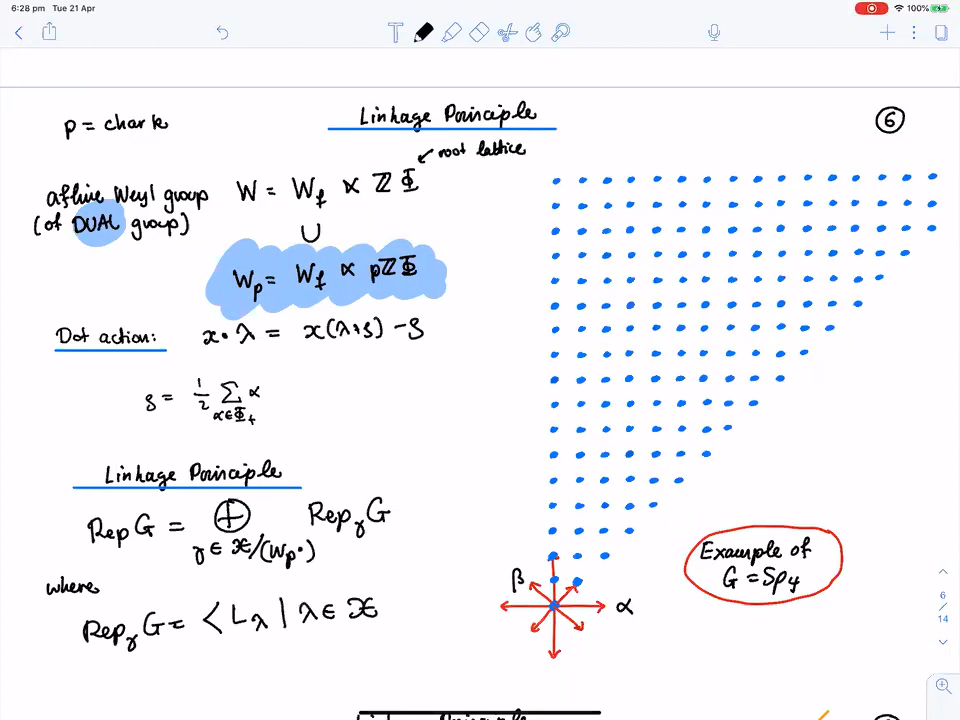 6:28 pm Tue 21 Apr
100%
Linkage Principle
6
p = char k
root lattice
affine Weyl group
(of DUAL group)
W = W_f ⋉ ℤΦ
∪
W_p = W_f ⋉ pℤΦ
Dot action: x • λ = x(λ+ρ) - ρ
ρ = 1/2 Σ_{α∈Φ_+} α
Linkage Principle
Rep G = ⊕_{γ ∈ 𝔛/(W_p •)} Rep_γ G
where
Rep_γ G = < L_λ | λ ∈ 𝔛
Example of
G = Sp_4
β
α
6
/
14